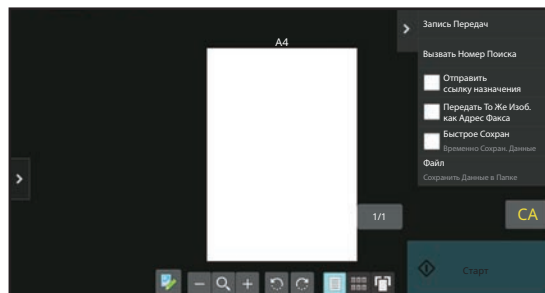 A4
Запись Передач
Вызвать Номер Поиска
Отправить
ссылку назначения
Передать То Же Изоб.
как Адрес Факса
Быстрое Сохран
Временно Сохран. Данные
Файл
Сохранить Данные в Папке
1/1
CA
Старт